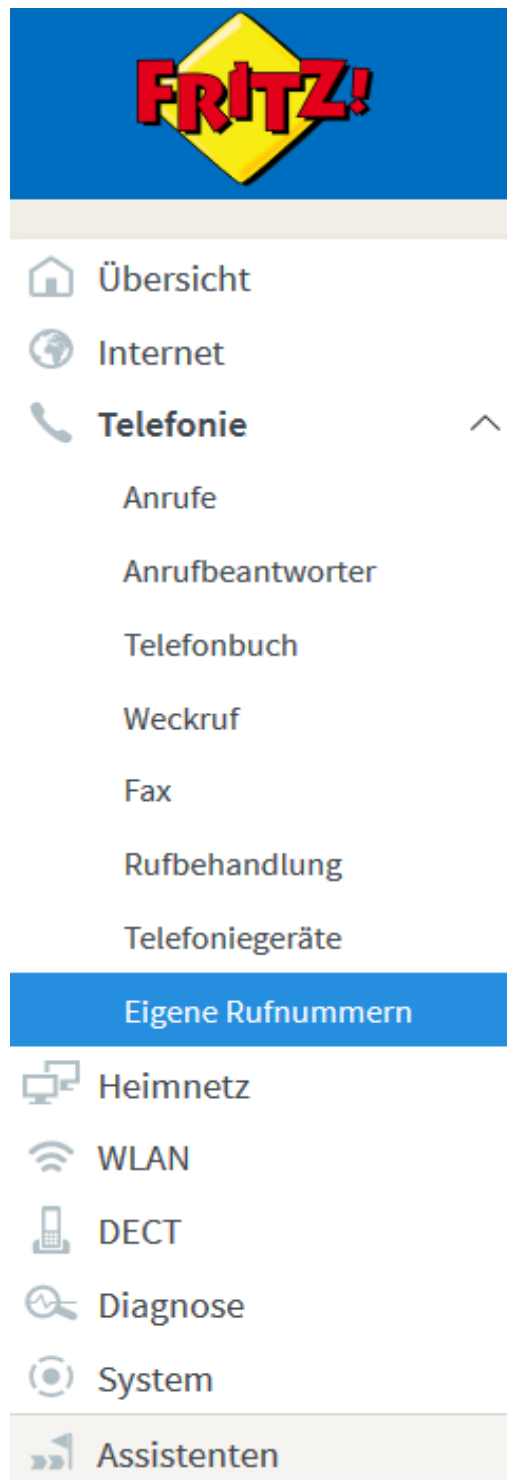 FRITZ!
Übersicht
Internet
Telefonie
Anrufe
Anrufbeantworter
Telefonbuch
Weckruf
Fax
Rufbehandlung
Telefoniegeräte
Eigene Rufnummern
Heimnetz
WLAN
DECT
Diagnose
System
Assistenten